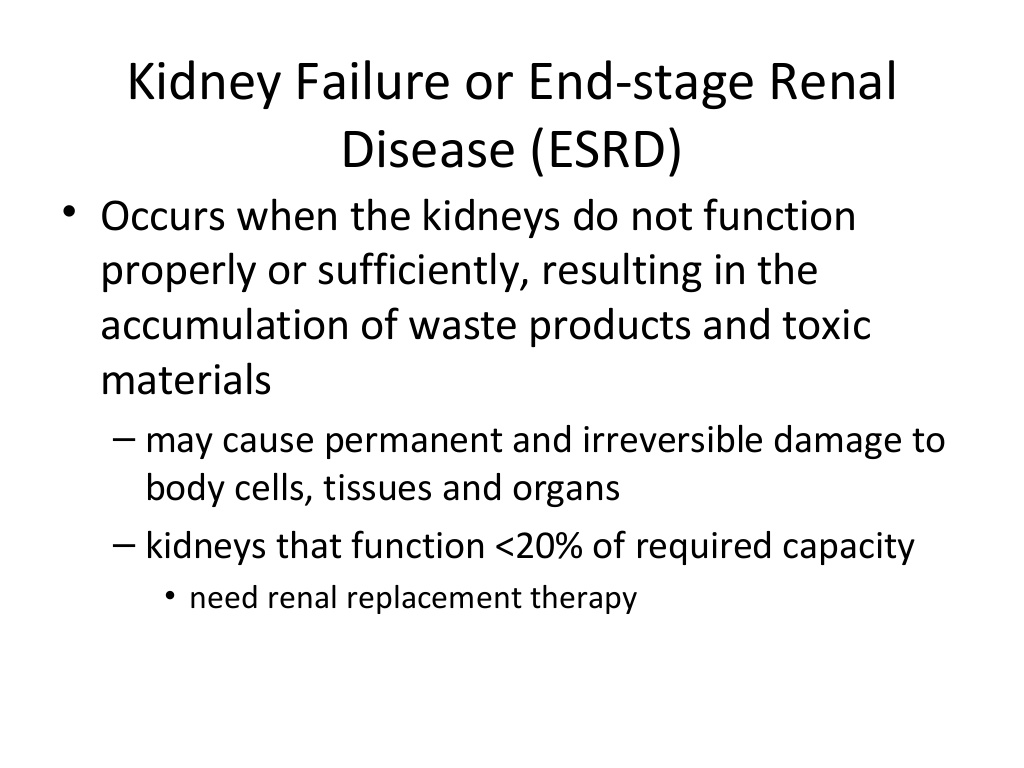 Kidney Failure or End-stage Renal
Disease (ESRD)
• Occurs when the kidneys do not function
properly or sufficiently, resulting in the
accumulation of waste products and toxic
materials
– may cause permanent and irreversible damage to
body cells, tissues and organs
– kidneys that function <20% of required capacity
• need renal replacement therapy